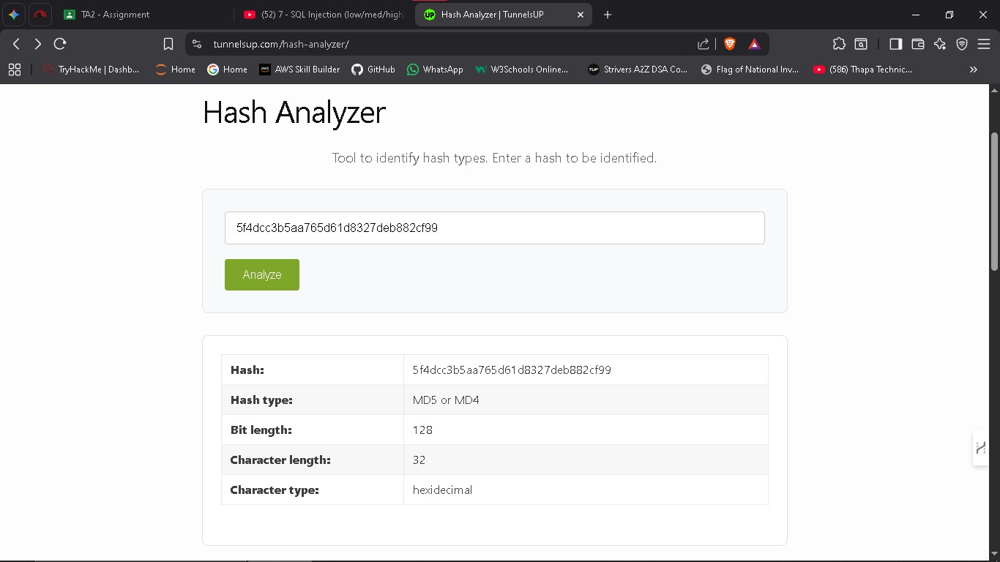 TA2 - Assignment
(52) 7 - SQL Injection (low/med/high)
Hash Analyzer | TunnelsUP
tunnelsup.com/hash-analyzer/
TryHackMe | Dashb...
Home
Home
AWS Skill Builder
GitHub
WhatsApp
W3Schools Online...
Strivers A2Z DSA Co...
Flag of National Inv...
(586) Thapa Technic...
Hash Analyzer
Tool to identify hash types. Enter a hash to be identified.
5f4dcc3b5aa765d61d8327deb882cf99
Analyze
Hash: 5f4dcc3b5aa765d61d8327deb882cf99
Hash type: MD5 or MD4
Bit length: 128
Character length: 32
Character type: hexidecimal